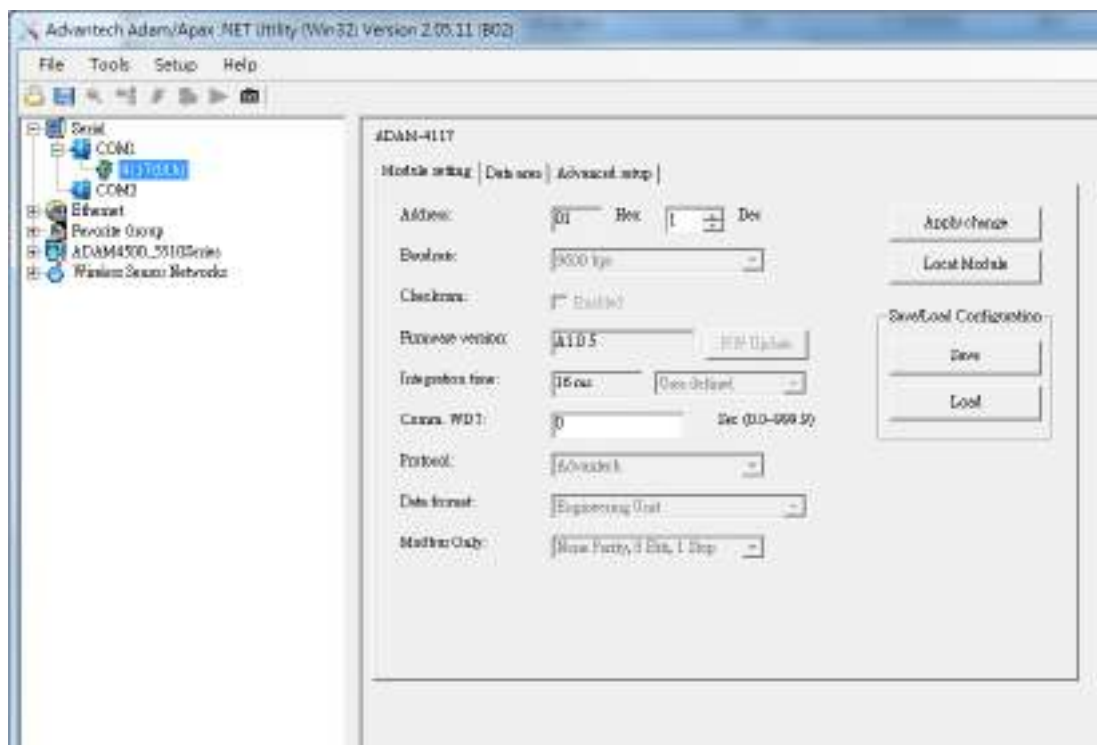 Advantech Adam/Apax .NET Utility (Win32) Version 2.05.11 (B02)
File Tools Setup Help
Serial
COM1
COM2
Ethernet
Favorite Group
ADAM4500_5510Series
Wireless Sensor Networks
ADAM-4117
Module setting Data area Advanced setup
Address: 01 Hex 1 Dec
Baudrate: 9600 bps
Checksum: Enabled
Firmware version: A1.0 5 FW Update
Integration time: 16 ms User defined
Comm. WDT: 0 Sec (0.0~999.9)
Protocol: Advantech
Data format: Engineering Unit
Modbus Only: None Parity, 8 Bit, 1 Stop
Apply change
Locat Module
Save/Load Configuration
Save
Load